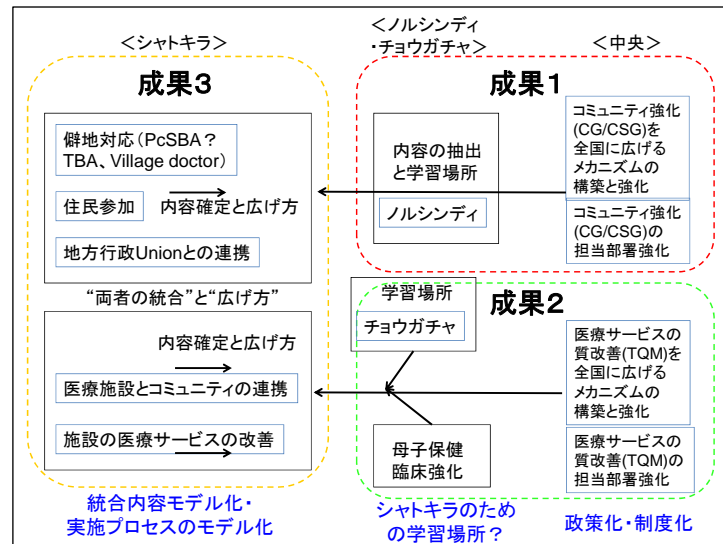 ＜シャトキラ＞
成果３
僻地対応（PcSBA？
TBA、Village doctor）
住民参加
内容確定と広げ方
地方行政Unionとの連携
“両者の統合”と“広げ方”
内容確定と広げ方
医療施設とコミュニティの連携
施設の医療サービスの改善
統合内容モデル化・
実施プロセスのモデル化
＜ノルシンディ
・チョウガチャ＞
＜中央＞
成果１
内容の抽出
と学習場所
ノルシンディ
コミュニティ強化
(CG/CSG)を
全国に広げる
メカニズムの
構築と強化
コミュニティ強化
(CG/CSG)の
担当部署強化
成果２
学習場所
チョウガチャ
母子保健
臨床強化
医療サービスの
質改善(TQM)を
全国に広げる
メカニズムの
構築と強化
医療サービスの
質改善(TQM)の
担当部署強化
シャトキラのため
の学習場所？
政策化・制度化